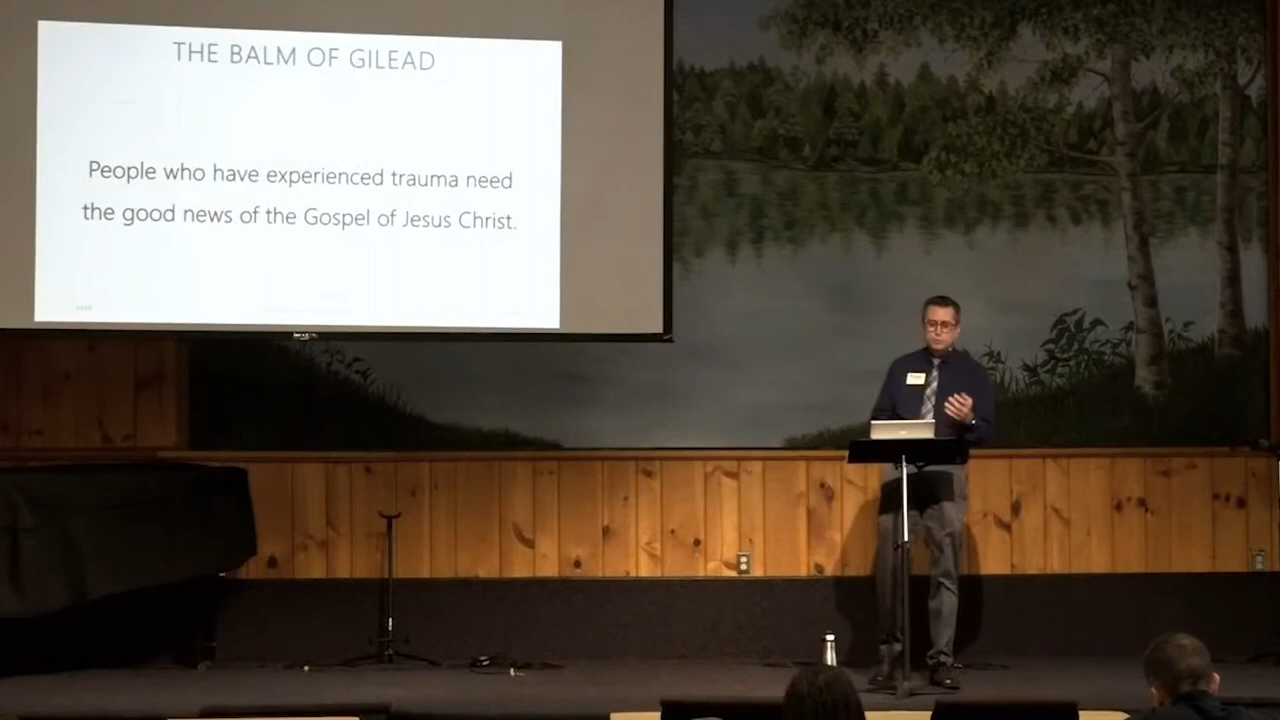 THE BALM OF GILEAD
People who have experienced trauma need
the good news of the Gospel of Jesus Christ.